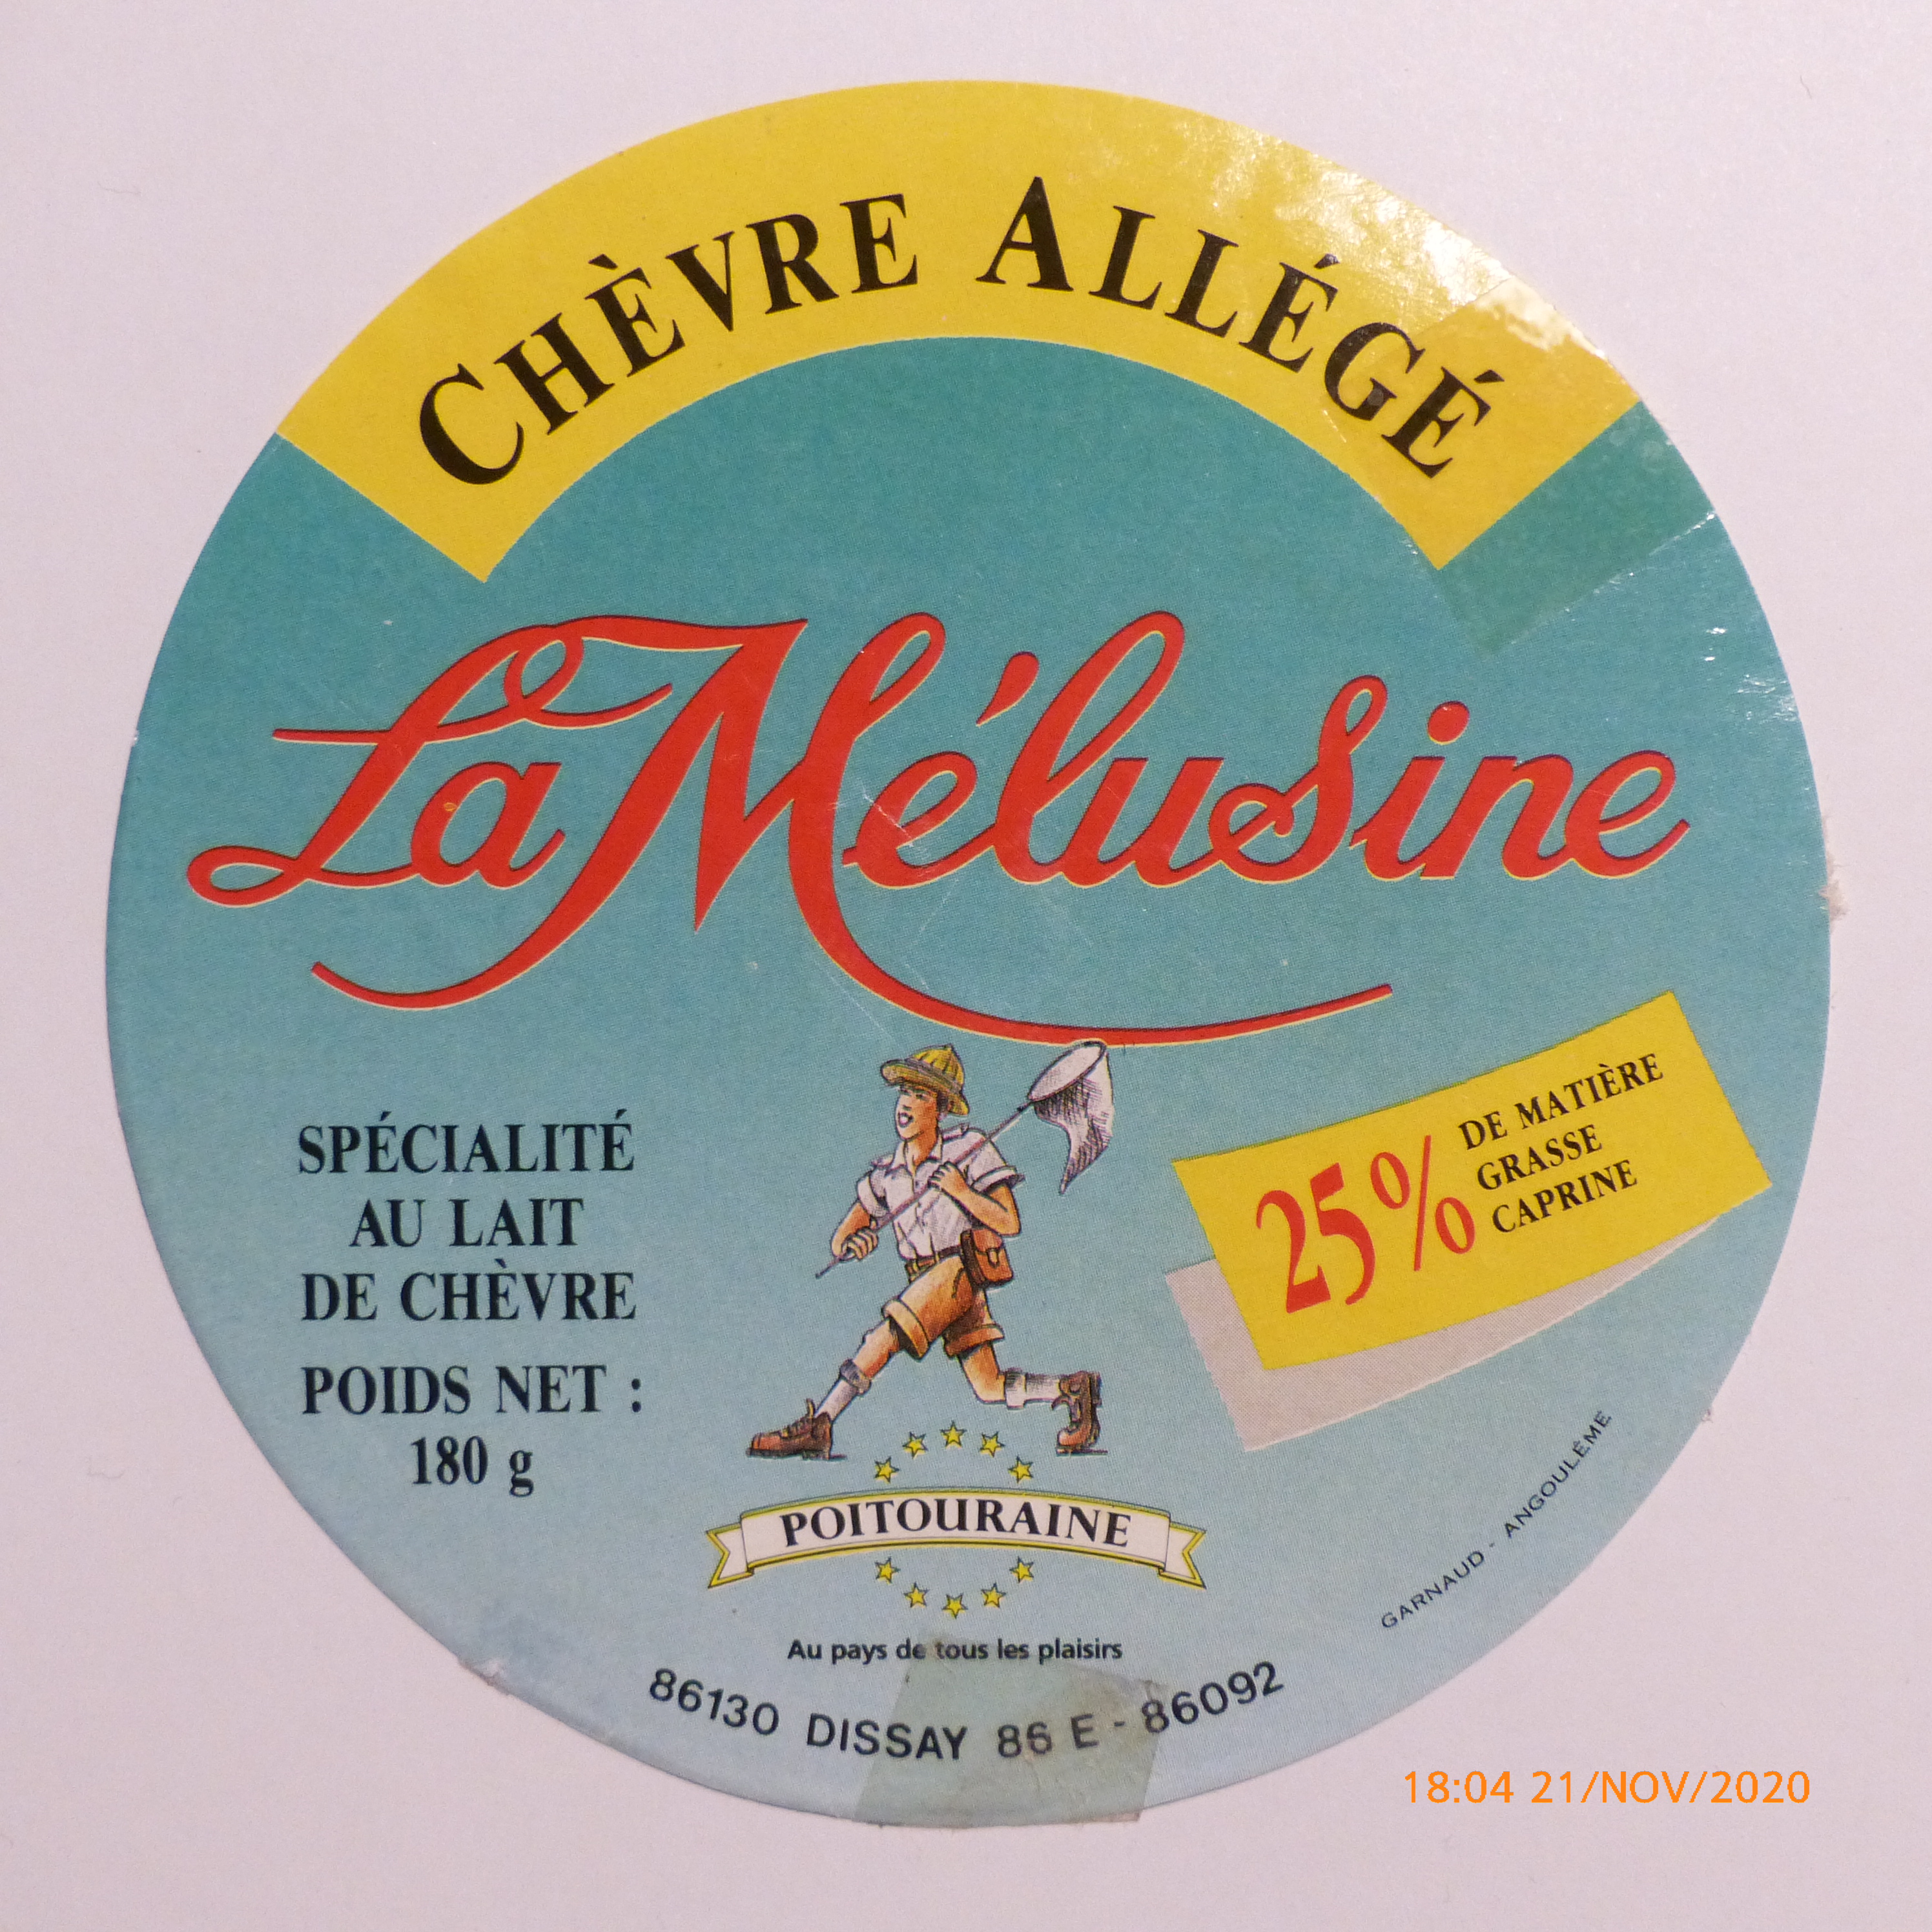 CHÈVRE ALLÉGÉ
La Mélusine
SPÉCIALITÉ
AU LAIT
DE CHÈVRE
POIDS NET :
180 g
25% DE MATIÈRE
GRASSE
CAPRINE
POITOURAINE
Au pays de tous les plaisirs
86130 DISSAY 86 E - 86092
GARNAUD - ANGOULÊME
18:04 21/NOV/2020